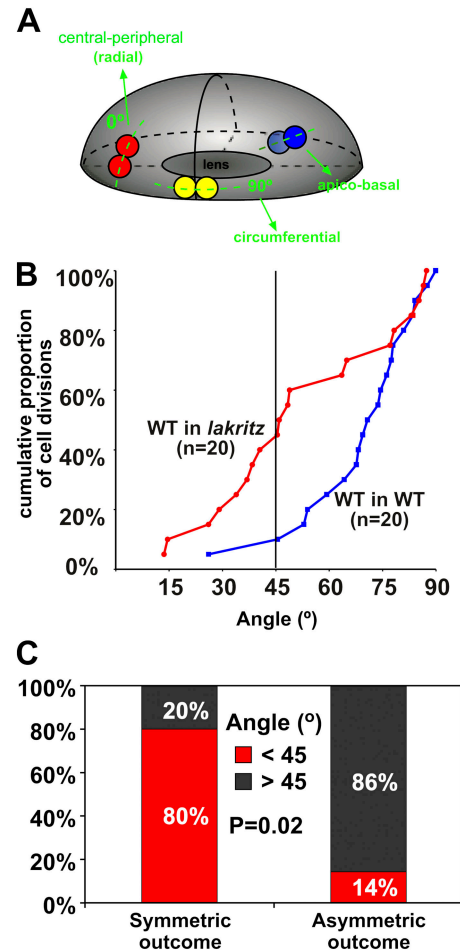 A
central-peripheral
(radial)
0º
lens
90º
apico-basal
circumferential
B
100%
80%
60%
40%
20%
0%
cumulative proportion
of cell divisions
WT in lakritz
(n=20)
WT in WT
(n=20)
15 30 45 60 75 90
Angle (º)
C
100%
80%
60%
40%
20%
0%
20%
80%
Angle (º)
< 45
> 45
P=0.02
86%
14%
Symmetric
outcome
Asymmetric
outcome